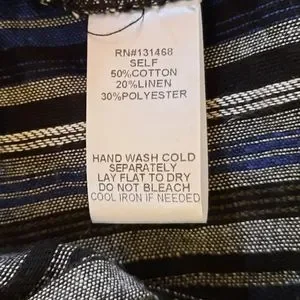 RN#131468
SELF
50%COTTON
20%LINEN
30%POLYESTER
HAND WASH COLD
SEPARATELY
LAY FLAT TO DRY
DO NOT BLEACH
COOL IRON IF NEEDED